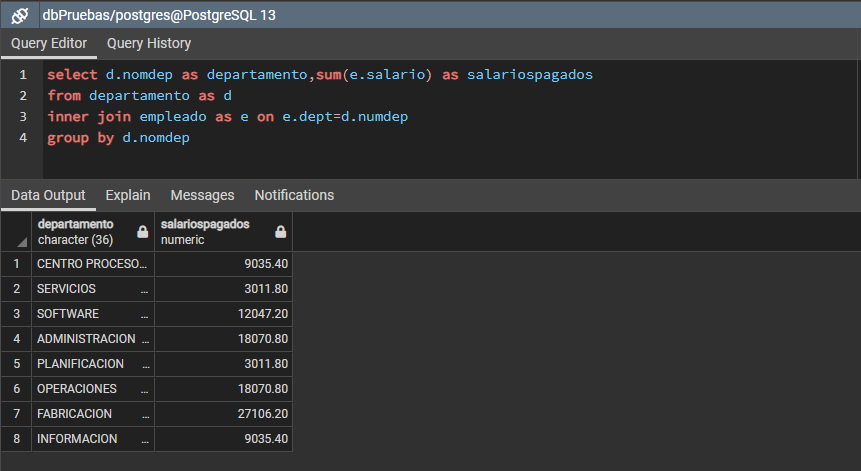 dbPruebas/postgres@PostgreSQL 13
Query Editor Query History
1 select d.nomdep as departamento,sum(e.salario) as salariospagados
2 from departamento as d
3 inner join empleado as e on e.dept=d.numdep
4 group by d.nomdep
Data Output Explain Messages Notifications
departamento salariospagados
character (36) numeric
1 CENTRO PROCESO... 9035.40
2 SERVICIOS ... 3011.80
3 SOFTWARE ... 12047.20
4 ADMINISTRACION ... 18070.80
5 PLANIFICACION ... 3011.80
6 OPERACIONES ... 18070.80
7 FABRICACION ... 27106.20
8 INFORMACION ... 9035.40